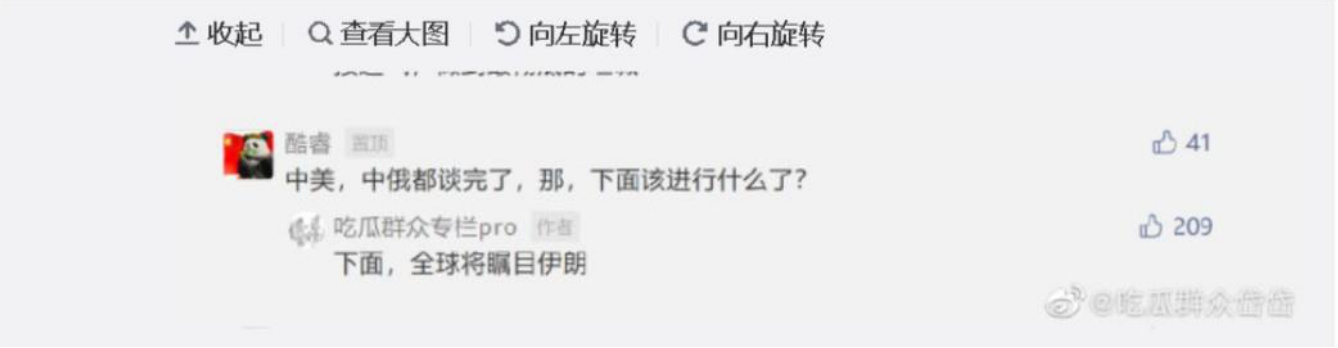 收起 查看大图 向左旋转 向右旋转
酷睿 置顶 41
中美，中俄都谈完了，那，下面该进行什么了？
吃瓜群众专栏pro 作者 209
下面，全球将瞩目伊朗
@吃瓜群众岱岱